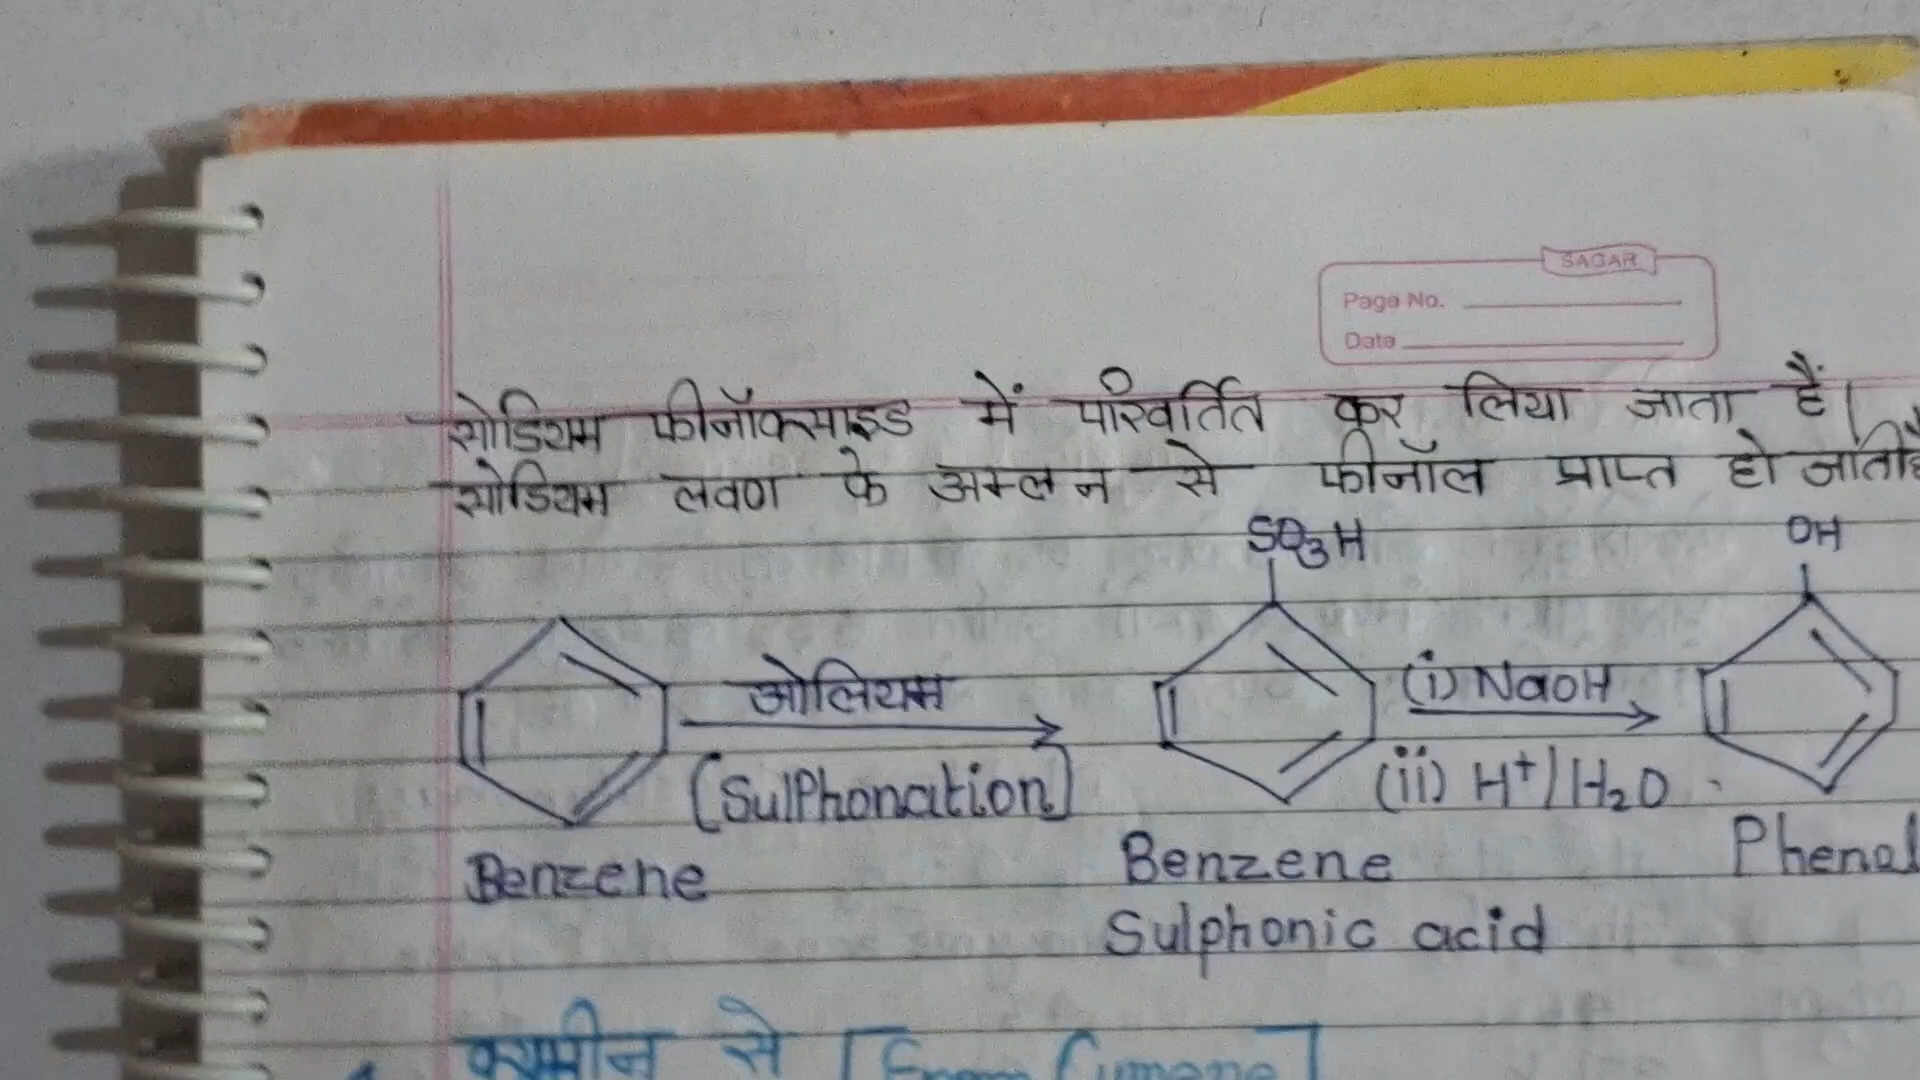 SAGAR
Page No.
Date
सोडियम फीनॉक्साइड में परिवर्तित कर लिया जाता हैं।
सोडियम लवण के अम्लन से फीनॉल प्राप्त हो जाती है
SO₃H OH
ओलियम (i) NaOH
(Sulphonation) (ii) H⁺/H₂O
Benzene Benzene Phenol
Sulphonic acid
क्यूमीन से [From Cumene]